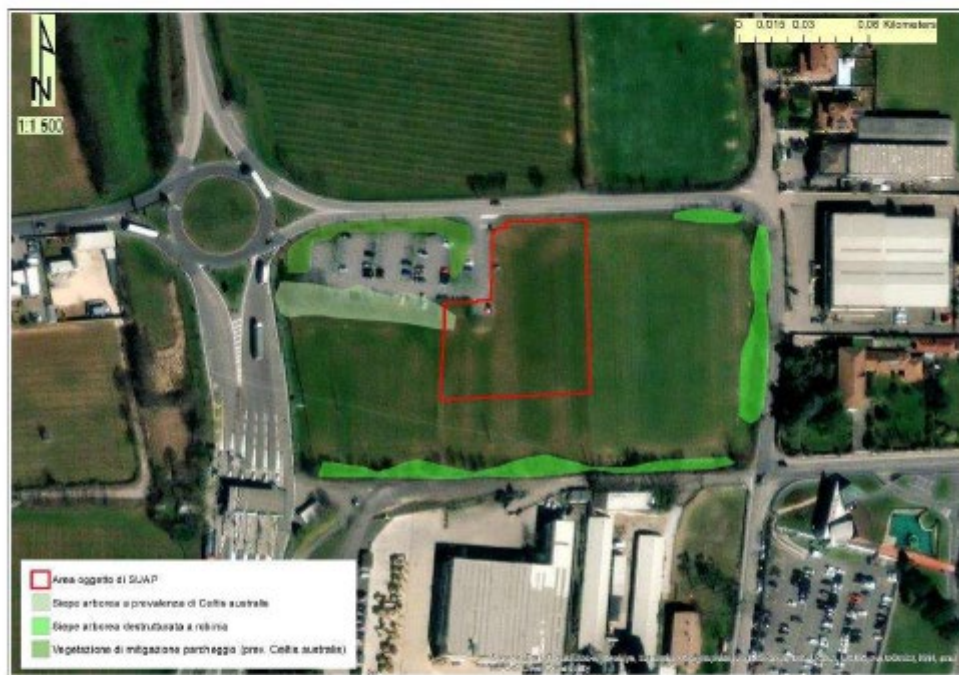 0 0,015 0,03 0,06 Kilometers
N
1:1.500
Area oggetto di SUAP
Siepe arborea a prevalenza di Celtis australis
Siepe arborea destrutturata a robinia
Vegetazione di mitigazione parcheggio (prev. Celtis australis)